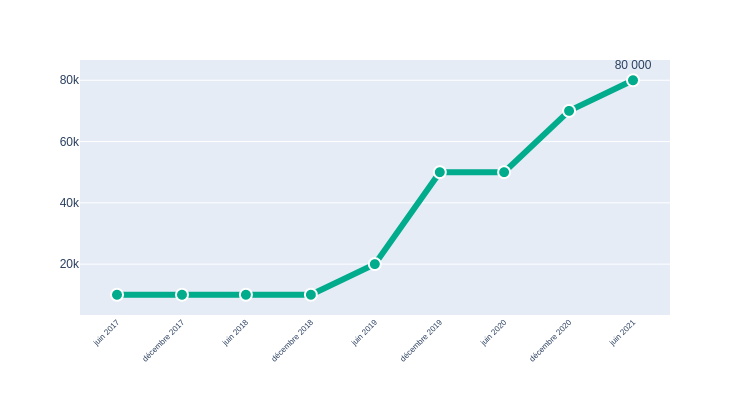 80 000
80k
60k
40k
20k
juin 2017
décembre 2017
juin 2018
décembre 2018
juin 2019
décembre 2019
juin 2020
décembre 2020
juin 2021